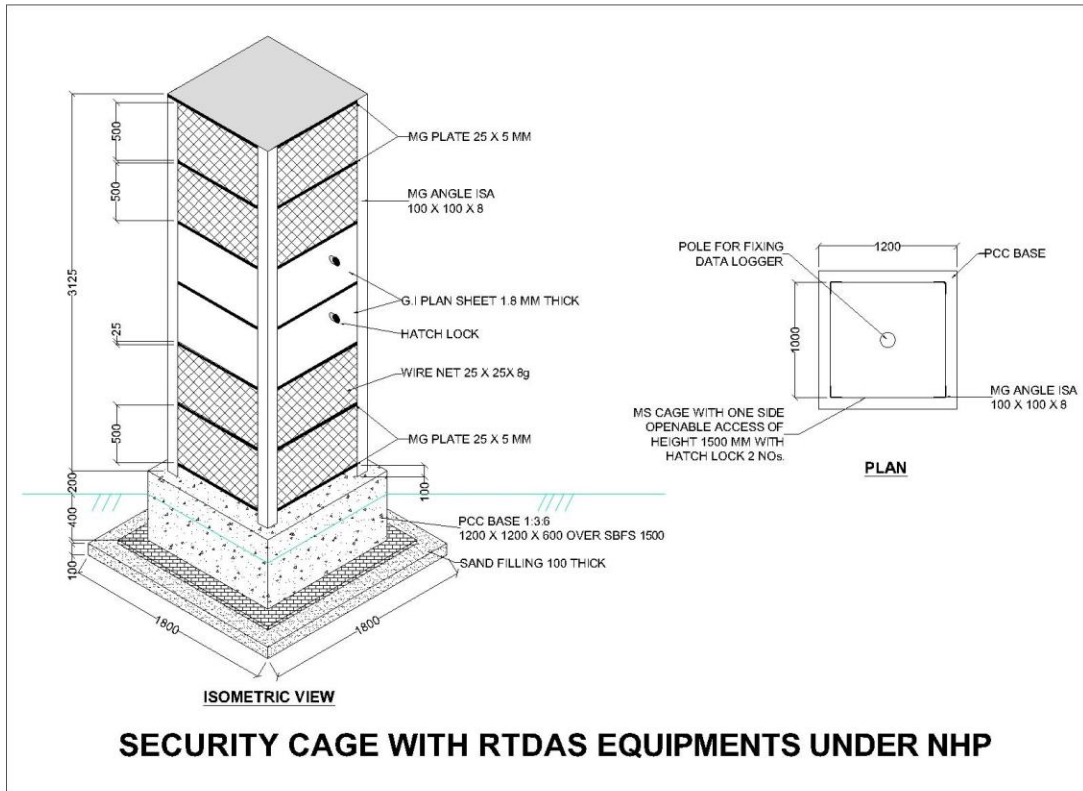 500
500
3125
25
500
200
400
100
100
1800
1800
MG PLATE 25 X 5 MM
MG ANGLE ISA
100 X 100 X 8
G.I PLAN SHEET 1.8 MM THICK
HATCH LOCK
WIRE NET 25 X 25X 8g
MG PLATE 25 X 5 MM
PCC BASE 1:3:6
1200 X 1200 X 600 OVER SBFS 1500
SAND FILLING 100 THICK
ISOMETRIC VIEW
POLE FOR FIXING
DATA LOGGER
1200
PCC BASE
1000
MG ANGLE ISA
100 X 100 X 8
MS CAGE WITH ONE SIDE
OPENABLE ACCESS OF
HEIGHT 1500 MM WITH
HATCH LOCK 2 NOs.
PLAN
SECURITY CAGE WITH RTDAS EQUIPMENTS UNDER NHP